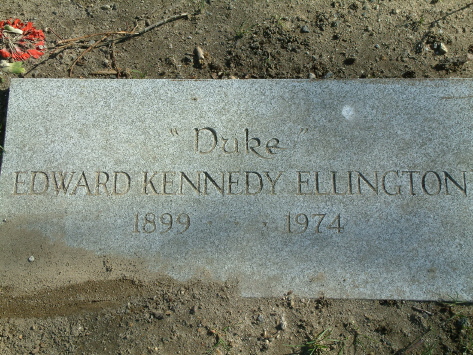 "Duke"
EDWARD KENNEDY ELLINGTON
1899 1974